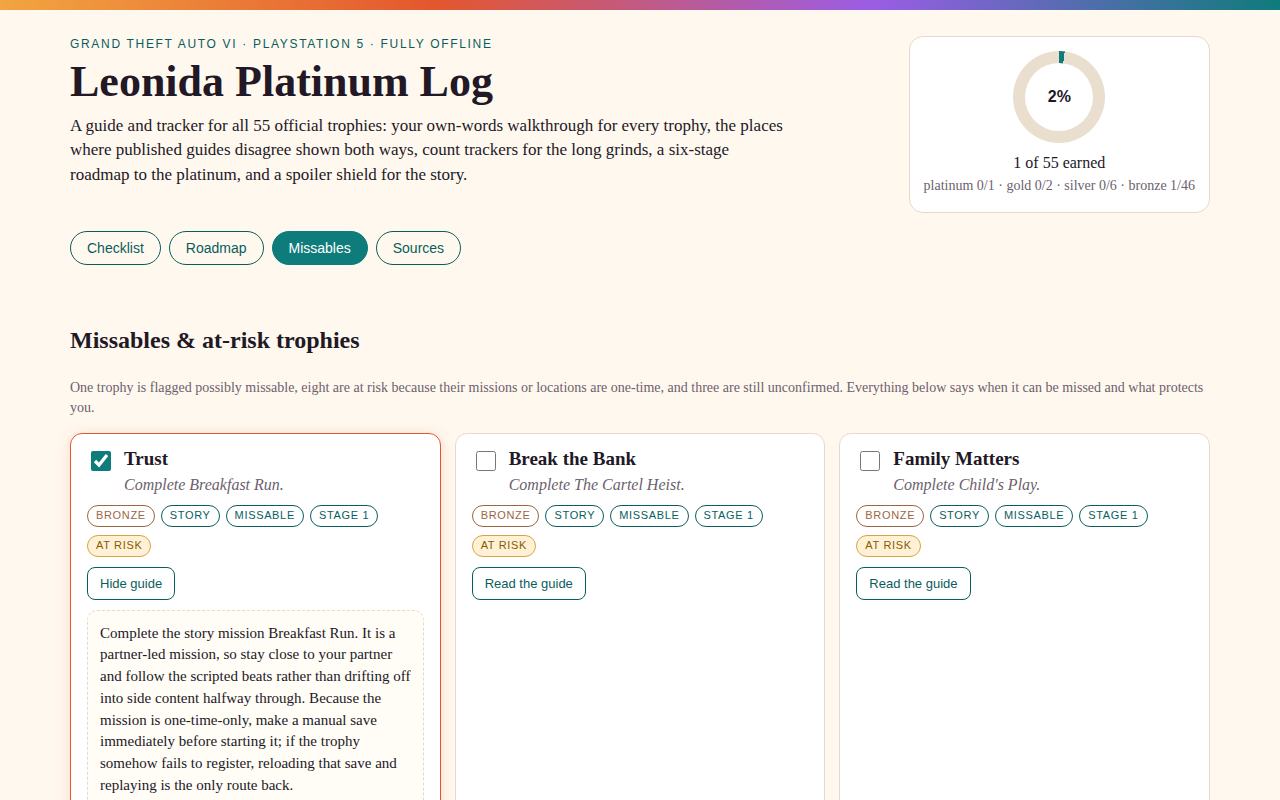 GRAND THEFT AUTO VI · PLAYSTATION 5 · FULLY OFFLINE
Leonida Platinum Log
A guide and tracker for all 55 official trophies: your own-words walkthrough for every trophy, the places
where published guides disagree shown both ways, count trackers for the long grinds, a six-stage
roadmap to the platinum, and a spoiler shield for the story.
2%
1 of 55 earned
platinum 0/1 · gold 0/2 · silver 0/6 · bronze 1/46
Checklist
Roadmap
Missables
Sources
Missables & at-risk trophies
One trophy is flagged possibly missable, eight are at risk because their missions or locations are one-time, and three are still unconfirmed. Everything below says when it can be missed and what protects
you.
Trust
Complete Breakfast Run.
BRONZE STORY MISSABLE STAGE 1
AT RISK
Hide guide
Complete the story mission Breakfast Run. It is a
partner-led mission, so stay close to your partner
and follow the scripted beats rather than drifting off
into side content halfway through. Because the
mission is one-time-only, make a manual save
immediately before starting it; if the trophy
somehow fails to register, reloading that save and
replaying is the only route back.
Break the Bank
Complete The Cartel Heist.
BRONZE STORY MISSABLE STAGE 1
AT RISK
Read the guide
Family Matters
Complete Child's Play.
BRONZE STORY MISSABLE STAGE 1
AT RISK
Read the guide